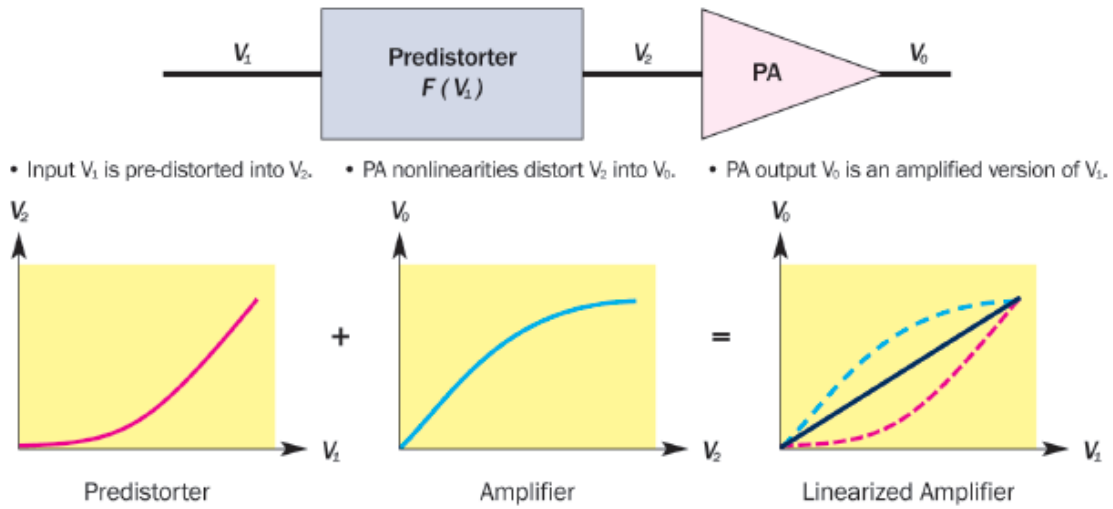 V₁
Predistorter
F(V₁)
V₂
PA
V₀
• Input V₁ is pre-distorted into V₂.
• PA nonlinearities distort V₂ into V₀.
• PA output V₀ is an amplified version of V₁.
V₂
V₀
V₀
+
=
V₁
V₂
V₁
Predistorter
Amplifier
Linearized Amplifier